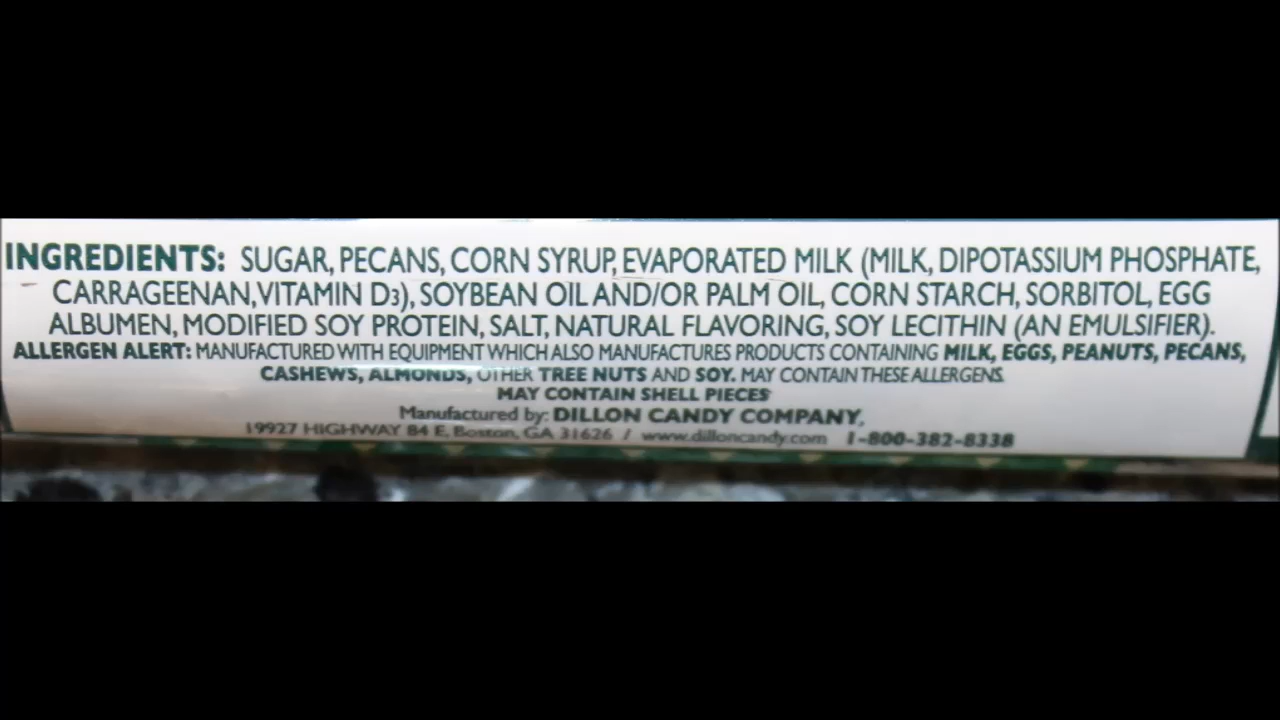 INGREDIENTS: SUGAR, PECANS, CORN SYRUP, EVAPORATED MILK (MILK, DIPOTASSIUM PHOSPHATE,
CARRAGEENAN, VITAMIN D3), SOYBEAN OIL AND/OR PALM OIL, CORN STARCH, SORBITOL, EGG
ALBUMEN, MODIFIED SOY PROTEIN, SALT, NATURAL FLAVORING, SOY LECITHIN (AN EMULSIFIER).
ALLERGEN ALERT: MANUFACTURED WITH EQUIPMENT WHICH ALSO MANUFACTURES PRODUCTS CONTAINING MILK, EGGS, PEANUTS, PECANS,
CASHEWS, ALMONDS, OTHER TREE NUTS AND SOY. MAY CONTAIN THESE ALLERGENS.
MAY CONTAIN SHELL PIECES
Manufactured by: DILLON CANDY COMPANY,
19927 HIGHWAY 84 E. Boston, GA 31626 / www.dilloncandy.com 1-800-382-8338